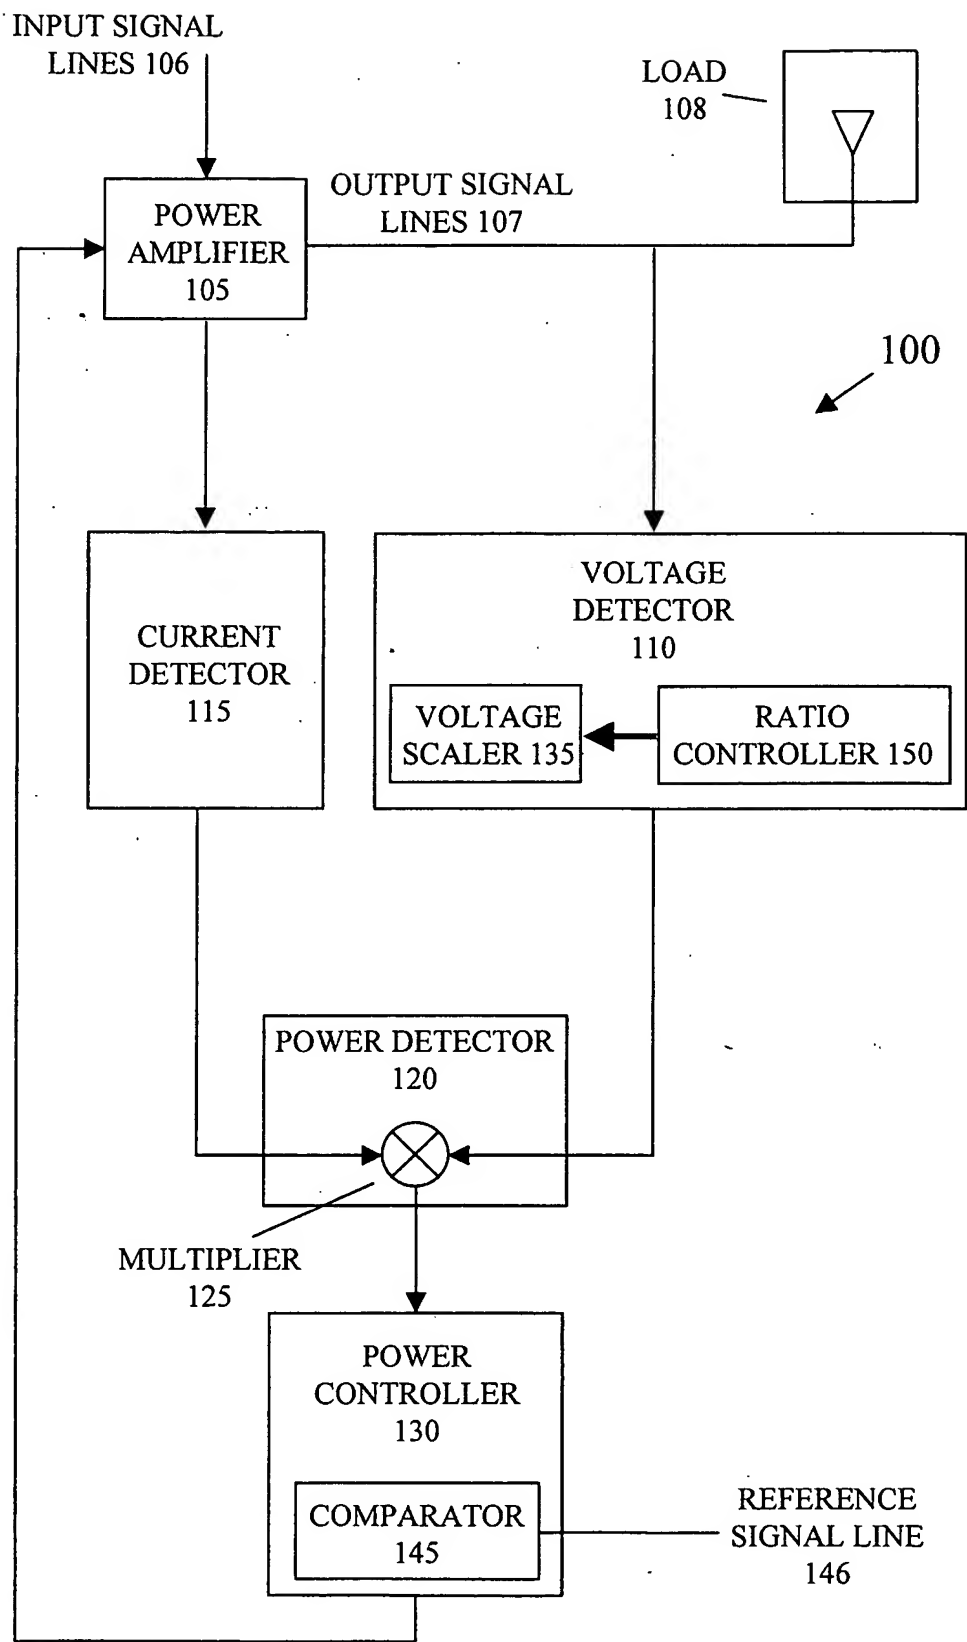 INPUT SIGNAL
LINES 106
LOAD
108
POWER
AMPLIFIER
105
OUTPUT SIGNAL
LINES 107
100
CURRENT
DETECTOR
115
VOLTAGE
DETECTOR
110
VOLTAGE
SCALER 135
RATIO
CONTROLLER 150
POWER DETECTOR
120
MULTIPLIER
125
POWER
CONTROLLER
130
COMPARATOR
145
REFERENCE
SIGNAL LINE
146